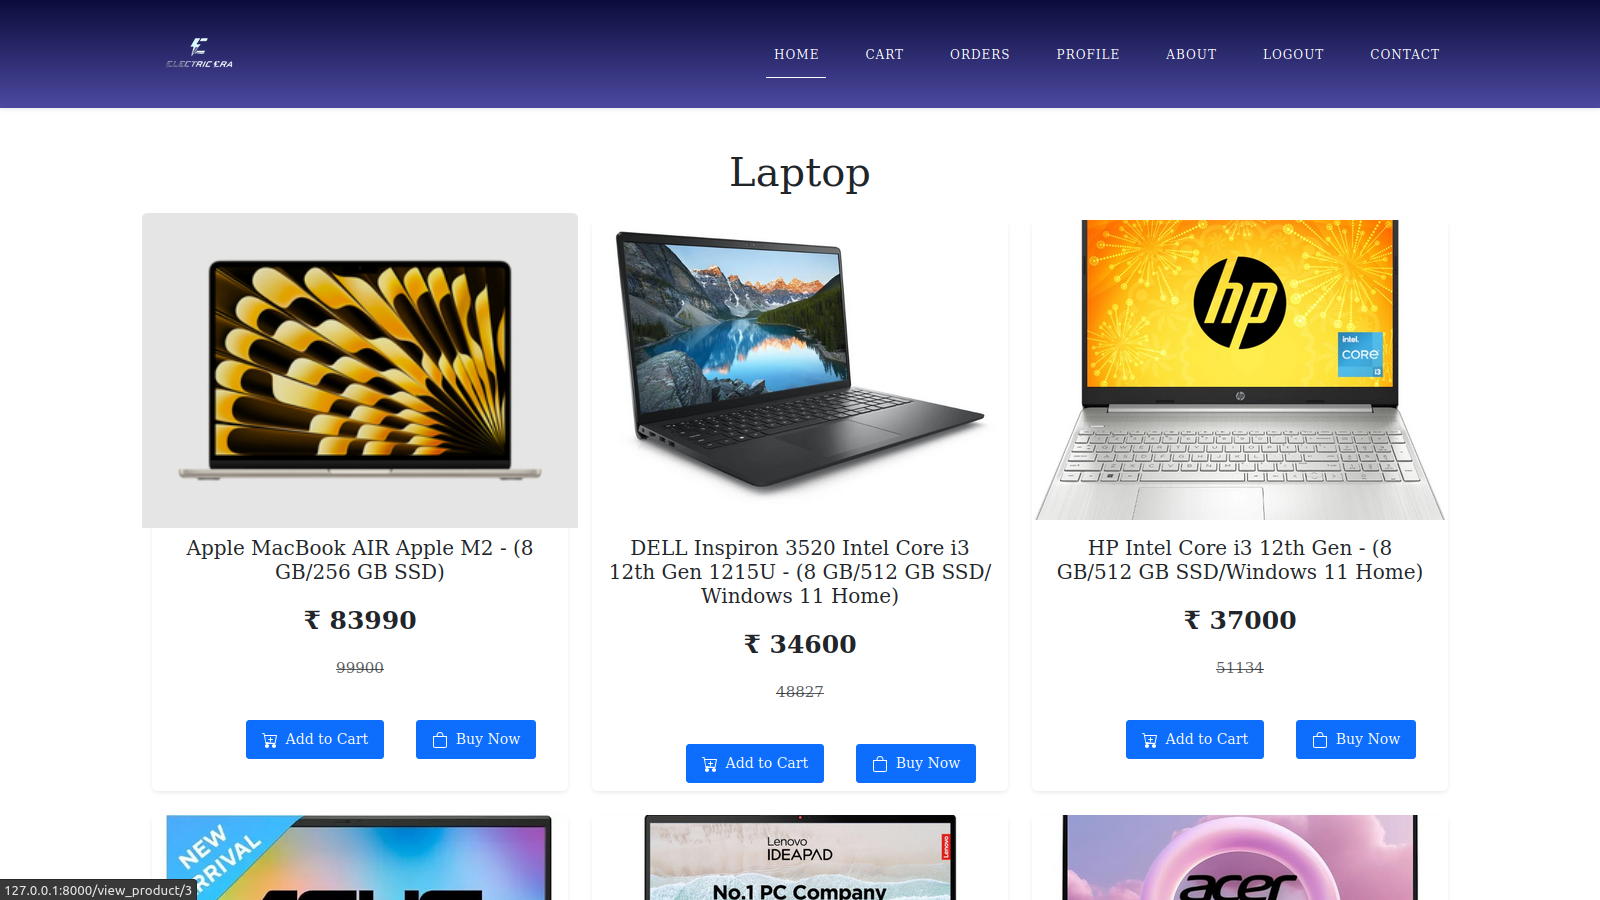 ELECTRIC ERA
HOME CART ORDERS PROFILE ABOUT LOGOUT CONTACT
Laptop
hp
intel.
CORE
i3
hp
Apple MacBook AIR Apple M2 - (8
GB/256 GB SSD)
₹ 83990
99900
Add to Cart Buy Now
DELL Inspiron 3520 Intel Core i3
12th Gen 1215U - (8 GB/512 GB SSD/
Windows 11 Home)
₹ 34600
48827
Add to Cart Buy Now
HP Intel Core i3 12th Gen - (8
GB/512 GB SSD/Windows 11 Home)
₹ 37000
51134
Add to Cart Buy Now
NEW
ARRIVAL
ASUS
Lenovo
IDEAPAD
Lenovo
No.1 PC Company
acer
127.0.0.1:8000/view_product/3